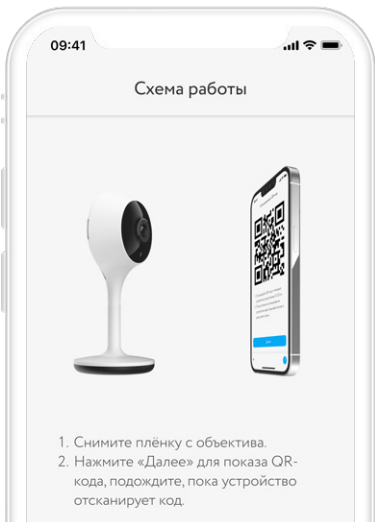 09:41
Схема работы
1. Снимите плёнку с объектива.
2. Нажмите «Далее» для показа QR-
кода, подождите, пока устройство
отсканирует код.